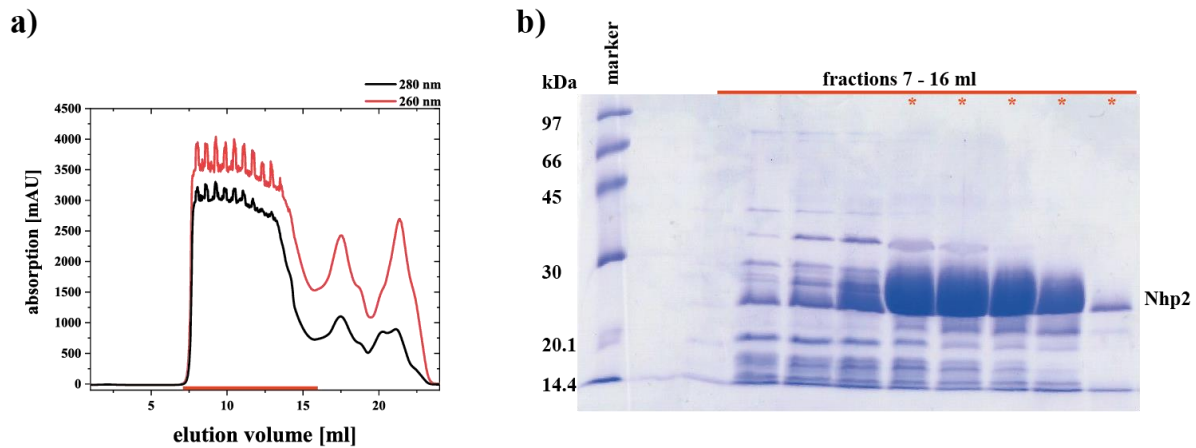 a)
280 nm
260 nm
4500
4000
3500
3000
2500
2000
1500
1000
500
0
absorption [mAU]
5 10 15 20
elution volume [ml]
b)
marker
kDa
fractions 7 - 16 ml
* * * * *
97
66
45
30
20.1
14.4
Nhp2